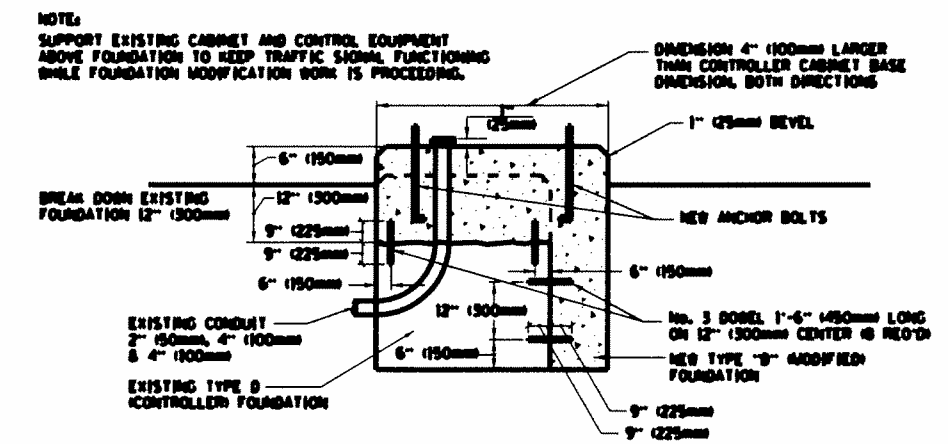 NOTE:
SUPPORT EXISTING CABINET AND CONTROL EQUIPMENT
ABOVE FOUNDATION TO KEEP TRAFFIC SIGNAL FUNCTIONING
WHILE FOUNDATION MODIFICATION WORK IS PROCEEDING.
DIMENSION 4" (100mm) LARGER
THAN CONTROLLER CABINET BASE
DIMENSION, BOTH DIRECTIONS
1"
(25mm)
1" (25mm) BEVEL
6" (150mm)
BREAK DOWN EXISTING
FOUNDATION 12" (300mm)
12" (300mm)
NEW ANCHOR BOLTS
9" (225mm)
9" (225mm)
6" (150mm)
6" (150mm)
12" (300mm)
No. 3 DOWEL 1'-6" (450mm) LONG
ON 12" (300mm) CENTER (8 REQ'D)
EXISTING CONDUIT
2" (50mm), 4" (100mm)
& 4" (100mm)
6" (150mm)
NEW TYPE "D" (MODIFIED)
FOUNDATION
EXISTING TYPE D
(CONTROLLER) FOUNDATION
9" (225mm)
9" (225mm)